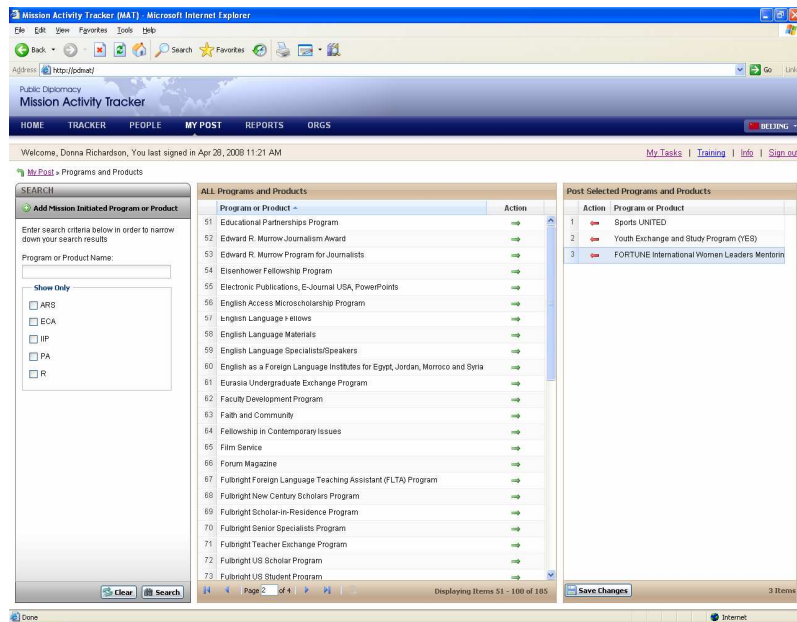 Mission Activity Tracker (MAT) - Microsoft Internet Explorer
File Edit View Favorites Tools Help
Back Search Favorites
Address http://pdmat/ Go Link
Public Diplomacy
Mission Activity Tracker
HOME TRACKER PEOPLE MY POST REPORTS ORGS BEIJING
Welcome, Donna Richardson, You last signed in Apr 28, 2008 11:21 AM My Tasks | Training | Info | Sign out
My Post » Programs and Products
SEARCH
Add Mission Initiated Program or Product
Enter search criteria below in order to narrow
down your search results
Program or Product Name:
Show Only
ARS
ECA
IIP
PA
R
Clear Search
ALL Programs and Products
Program or Product Action
51 Educational Partnerships Program
52 Edward R. Murrow Journalism Award
53 Edward R. Murrow Program for Journalists
54 Eisenhower Fellowship Program
55 Electronic Publications, E-Journal USA, PowerPoints
56 English Access Microscholarship Program
57 English Language Fellows
58 English Language Materials
59 English Language Specialists/Speakers
60 English as a Foreign Language Institutes for Egypt, Jordan, Morroco and Syria
61 Eurasia Undergraduate Exchange Program
62 Faculty Development Program
63 Faith and Community
64 Fellowship in Contemporary Issues
65 Film Service
66 Forum Magazine
67 Fulbright Foreign Language Teaching Assistant (FLTA) Program
68 Fulbright New Century Scholars Program
69 Fulbright Scholar-in-Residence Program
70 Fulbright Senior Specialists Program
71 Fulbright Teacher Exchange Program
72 Fulbright US Scholar Program
73 Fulbright US Student Program
Page 2 of 4 Displaying Items 51 - 100 of 185
Post Selected Programs and Products
Action Program or Product
1 Sports UNITED
2 Youth Exchange and Study Program (YES)
3 FORTUNE International Women Leaders Mentorin
Save Changes 3 Items
Done Internet